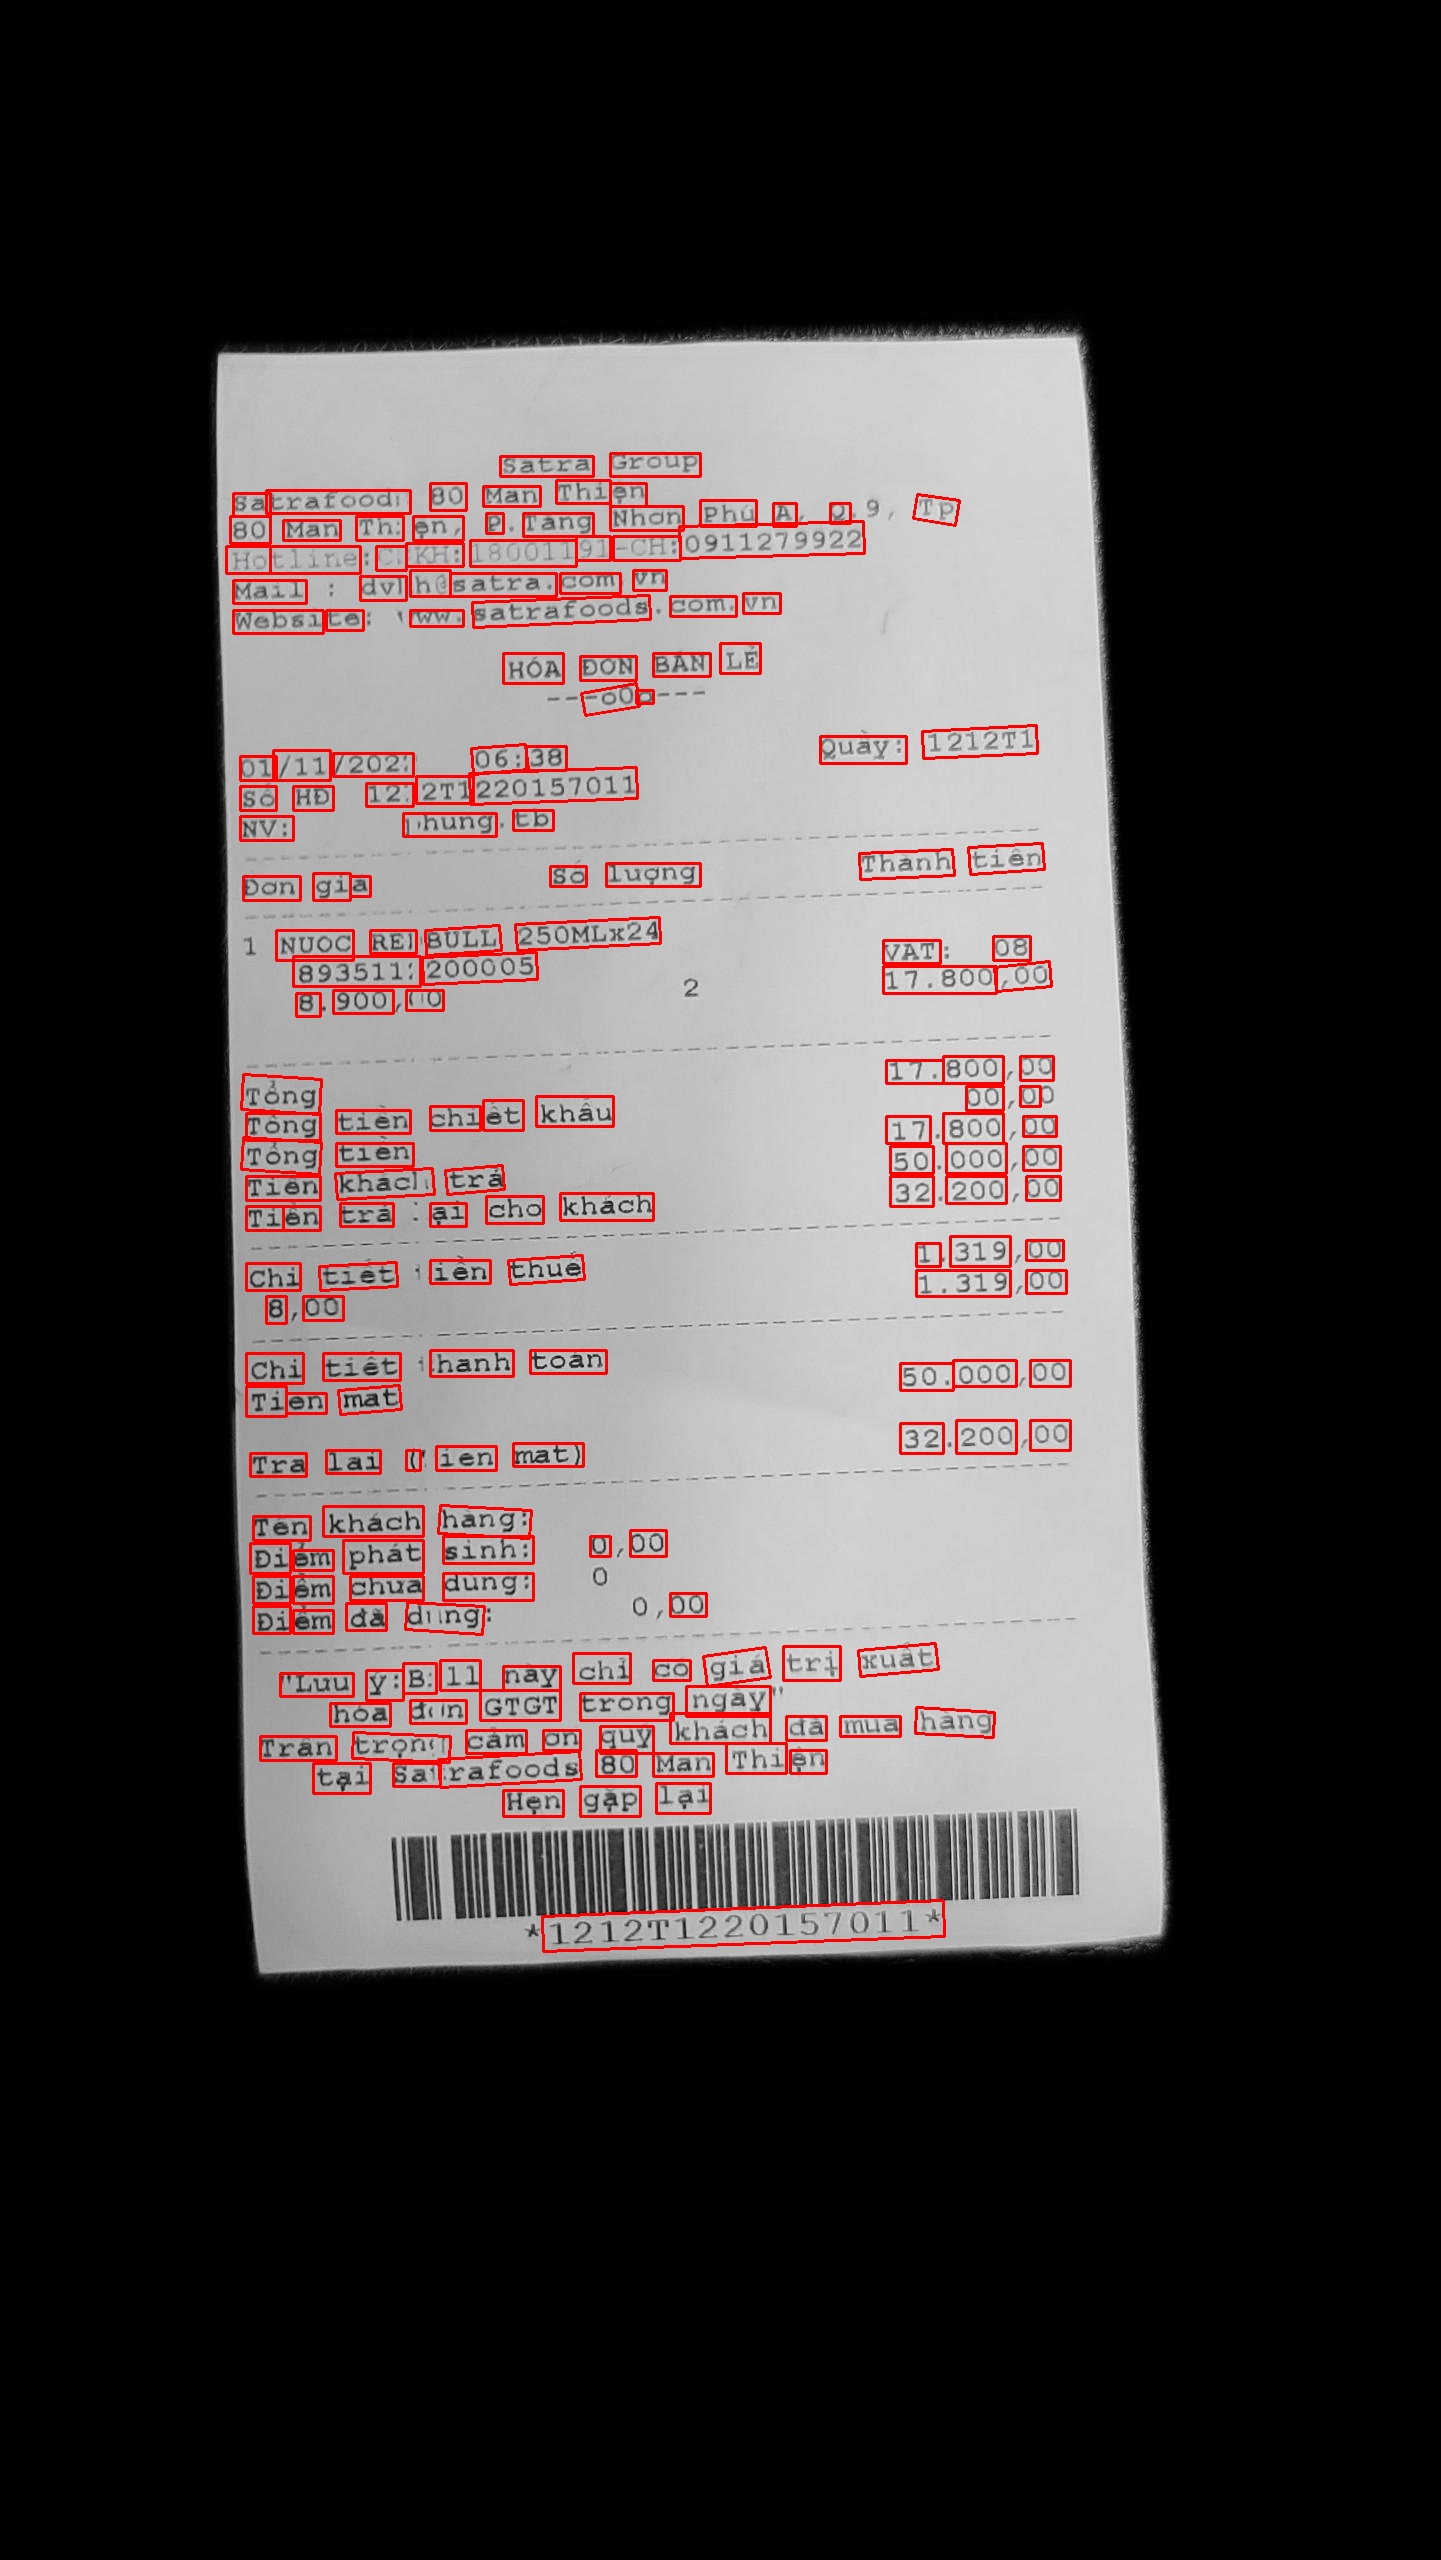 Satra Group
Satrafoods 80 Man Thiện
80 Man Thiện, P.Tăng Nhơn Phú A, Q.9, Tp
Hotline:CSKH:18001191-CH:0911279922
Mail : dvkh@satra.com.vn
Website: www.satrafoods.com.vn
HÓA ĐƠN BÁN LẺ
---oOo---
01/11/2022 06:38 Quầy: 1212T1
Số HĐ 1212T1220157011
NV: phung.tb
Đơn giá Số lượng Thành tiền
1 NUOC RED BULL 250MLx24 VAT: 08
893511: 200005 2 17.800,00
8.900,00
Tổng 17.800,00
Tổng tiền chiết khấu 00,00
Tổng tiền 17.800,00
Tiền khách trả 50.000,00
Tiền trả lại cho khách 32.200,00
Chi tiết tiền thuế 1.319,00
8,00 1.319,00
Chi tiết thanh toán
Tien mat 50.000,00
Tra lai (Tien mat) 32.200,00
Tên khách hàng:
Điểm phát sinh: 0,00
Điểm chưa dùng: 0
Điểm đã dùng: 0,00
"Lưu ý:Bill này chỉ có giá trị xuất
hóa đơn GTGT trong ngày"
Trân trọng cảm ơn quý khách đã mua hàng
tại Satrafoods 80 Man Thiện
Hẹn gặp lại
*1212T1220157011*